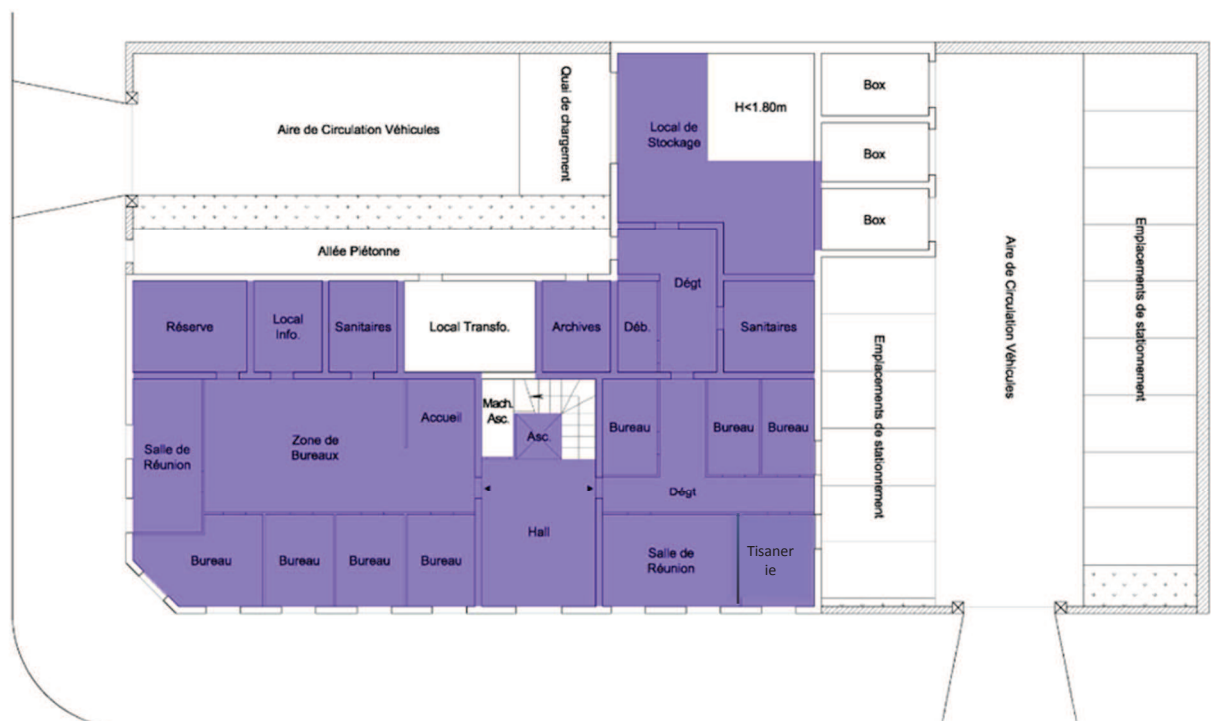 Aire de Circulation Véhicules
Quai de chargement
Local de
Stockage
H<1.80m
Box
Box
Box
Allée Piétonne
Dégt
Réserve
Local
Info.
Sanitaires
Local Transfo.
Archives
Déb.
Sanitaires
Emplacements de stationnement
Aire de Circulation Véhicules
Emplacements de stationnement
Salle de
Réunion
Zone de
Bureaux
Accueil
Mach.
Asc.
Asc.
Bureau
Bureau
Bureau
Dégt
Hall
Bureau
Bureau
Bureau
Bureau
Salle de
Réunion
Tisaner
ie